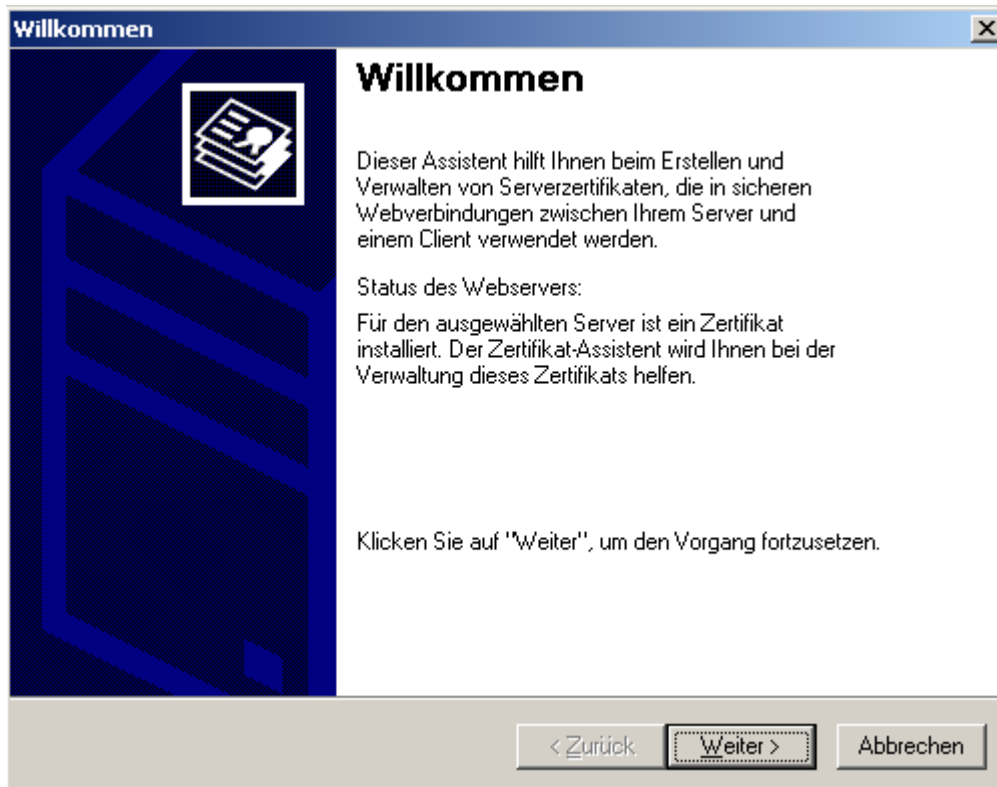 Willkommen
Willkommen
Dieser Assistent hilft Ihnen beim Erstellen und
Verwalten von Serverzertifikaten, die in sicheren
Webverbindungen zwischen Ihrem Server und
einem Client verwendet werden.
Status des Webservers:
Für den ausgewählten Server ist ein Zertifikat
installiert. Der Zertifikat-Assistent wird Ihnen bei der
Verwaltung dieses Zertifikats helfen.
Klicken Sie auf "Weiter", um den Vorgang fortzusetzen.
< Zurück Weiter > Abbrechen